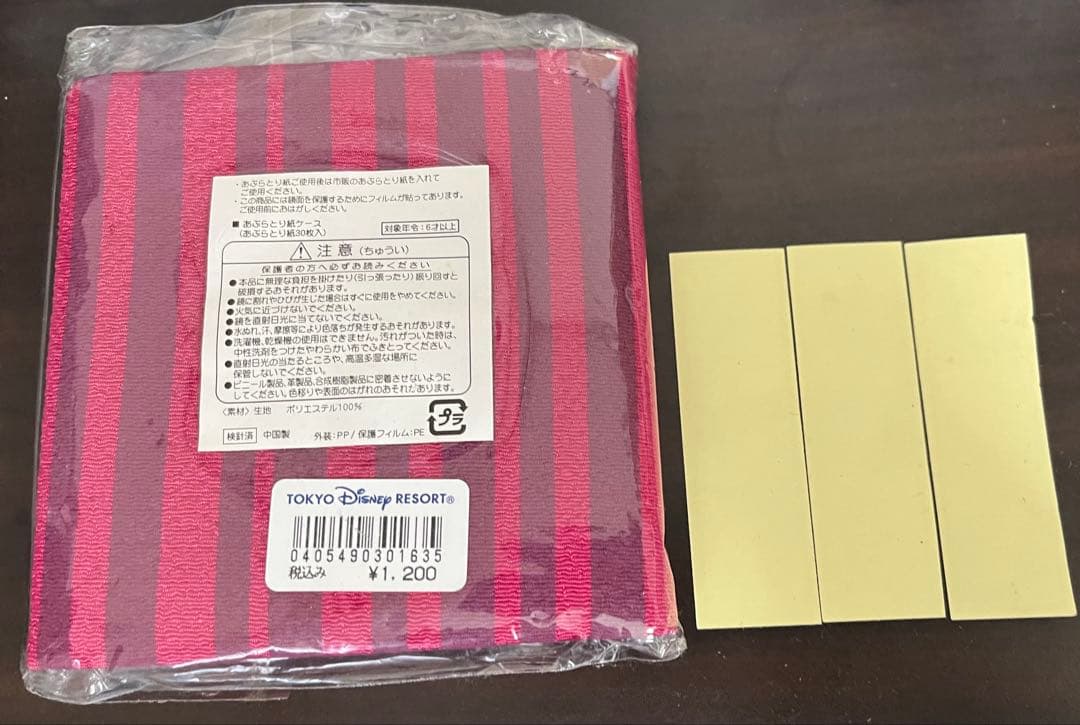 ・あぶらとり紙ご使用後は市販のあぶらとり紙を入れて
ご使用ください。
・この商品には鏡面を保護するためにフィルムが貼ってあります。
ご使用前におはがしください。
■ あぶらとり紙ケース
(あぶらとり紙30枚入)
対象年令:6才以上
注意(ちゅうい)
保護者の方へ必ずお読みください
●本品に無理な負担を掛けたり(引っ張ったり)振り回すと
破損するおそれがあります。
●鏡に割れやひびが生じた場合はすぐに使用をやめてください。
●火気に近づけないでください。
●鏡を直射日光に当てないでください。
●水ぬれ、汗、摩擦等により色落ちが発生するおそれがあります。
●洗濯機、乾燥機の使用はできません。汚れがついた時は、
中性洗剤をつけたやわらかい布でふきとってください。
●直射日光の当たるところや、高温多湿な場所に
保管しないでください。
●ビニール製品、革製品、合成樹脂製品に密着させないように
してください。色移りや表面のはがれのおそれがあります。
〈素材〉生地 ポリエステル100%
検針済 中国製 外装:PP/保護フィルム:PE
プラ
TOKYO Disney RESORT®
0405490301635
税込み ¥1,200